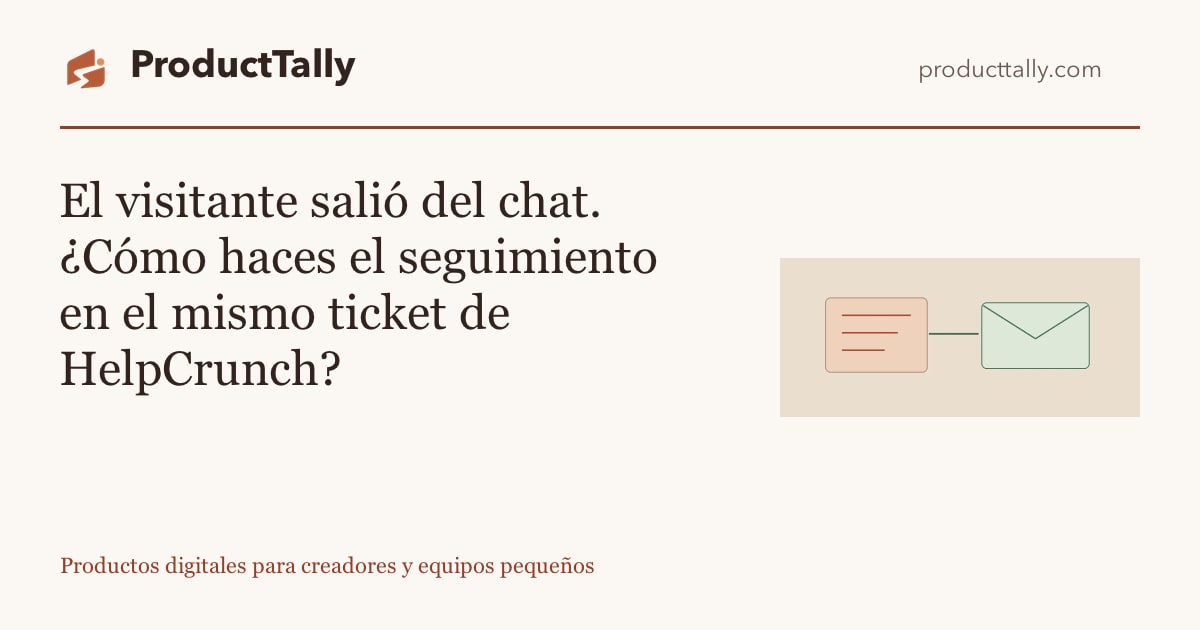 ProductTally
producttally.com
El visitante salió del chat.
¿Cómo haces el seguimiento
en el mismo ticket de
HelpCrunch?
Productos digitales para creadores y equipos pequeños